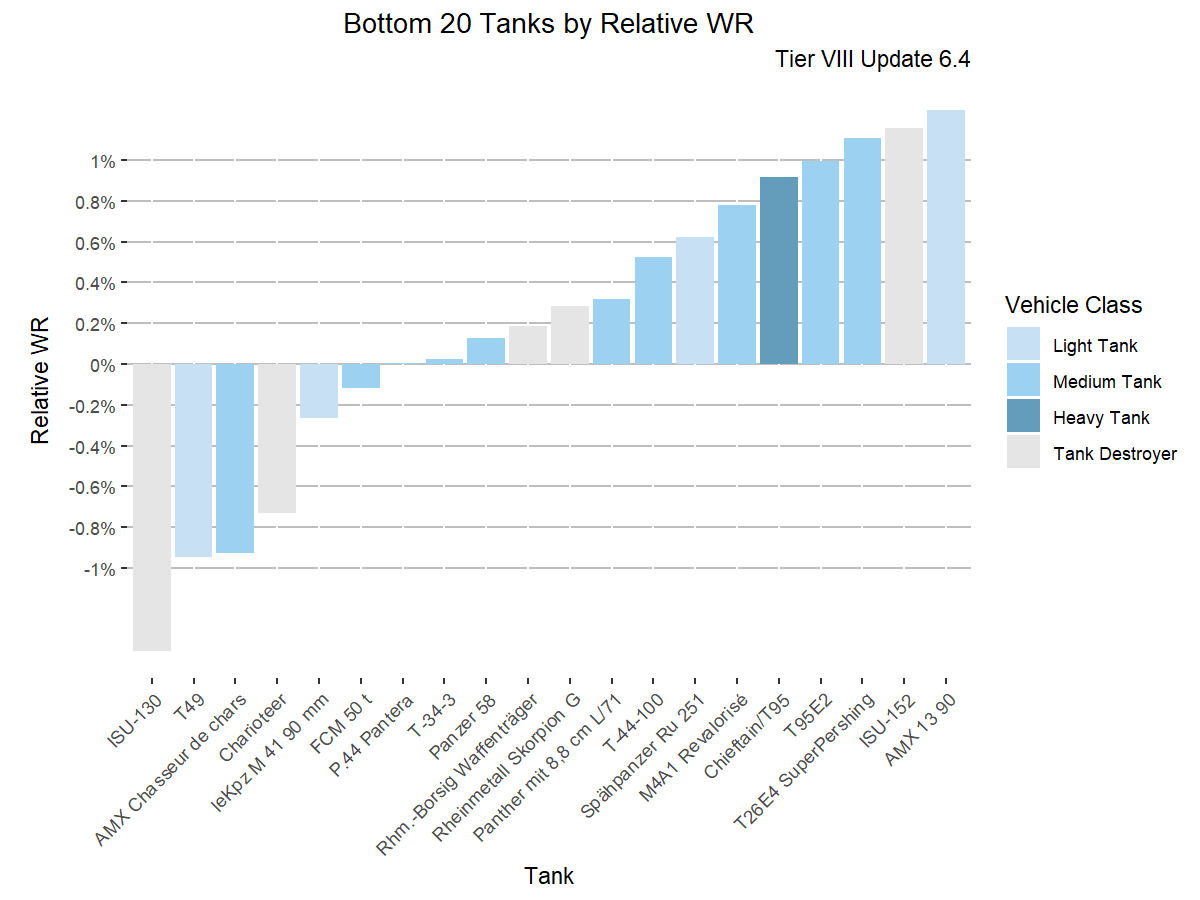 Bottom 20 Tanks by Relative WR
Tier VIII Update 6.4
1%
0.8%
0.6%
0.4%
0.2%
0%
-0.2%
-0.4%
-0.6%
-0.8%
-1%
Relative WR
ISU-130
T49
AMX Chasseur de chars
Charioteer
leKpz M 41 90 mm
FCM 50 t
P.44 Pantera
T-34-3
Panzer 58
Rhm.-Borsig Waffenträger
Rheinmetall Skorpion G
Panther mit 8,8 cm L/71
T-44-100
Spähpanzer Ru 251
M4A1 Revalorisé
Chieftain/T95
T95E2
T26E4 SuperPershing
ISU-152
AMX 13 90
Tank
Vehicle Class
Light Tank
Medium Tank
Heavy Tank
Tank Destroyer